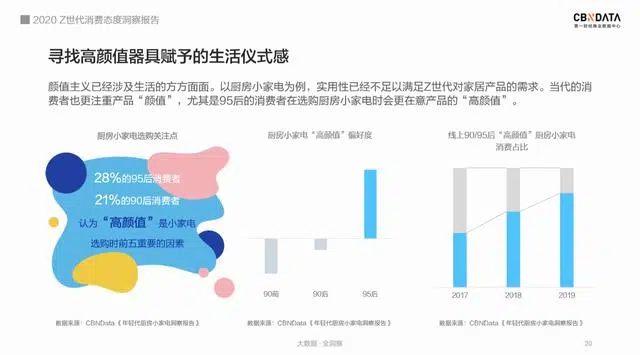 2020 Z世代消费态度洞察报告
CBNDATA
第一财经商业数据中心
寻找高颜值器具赋予的生活仪式感
颜值主义已经涉及生活的方方面面。以厨房小家电为例，实用性已经不足以满足Z世代对家居产品的需求。当代的消
费者也更注重产品“颜值”，尤其是95后的消费者在选购厨房小家电时会更在意产品的“高颜值”。
厨房小家电选购关注点
28%的95后消费者
21%的90后消费者
认为“高颜值”是小家电
选购时前五重要的因素
数据来源：CBNData《年轻代厨房小家电洞察报告》
厨房小家电“高颜值”偏好度
90前
90后
95后
数据来源：CBNData《年轻代厨房小家电洞察报告》
线上90/95后“高颜值”厨房小家电
消费占比
2017
2018
2019
数据来源：CBNData《年轻代厨房小家电洞察报告》
大数据·全洞察
20